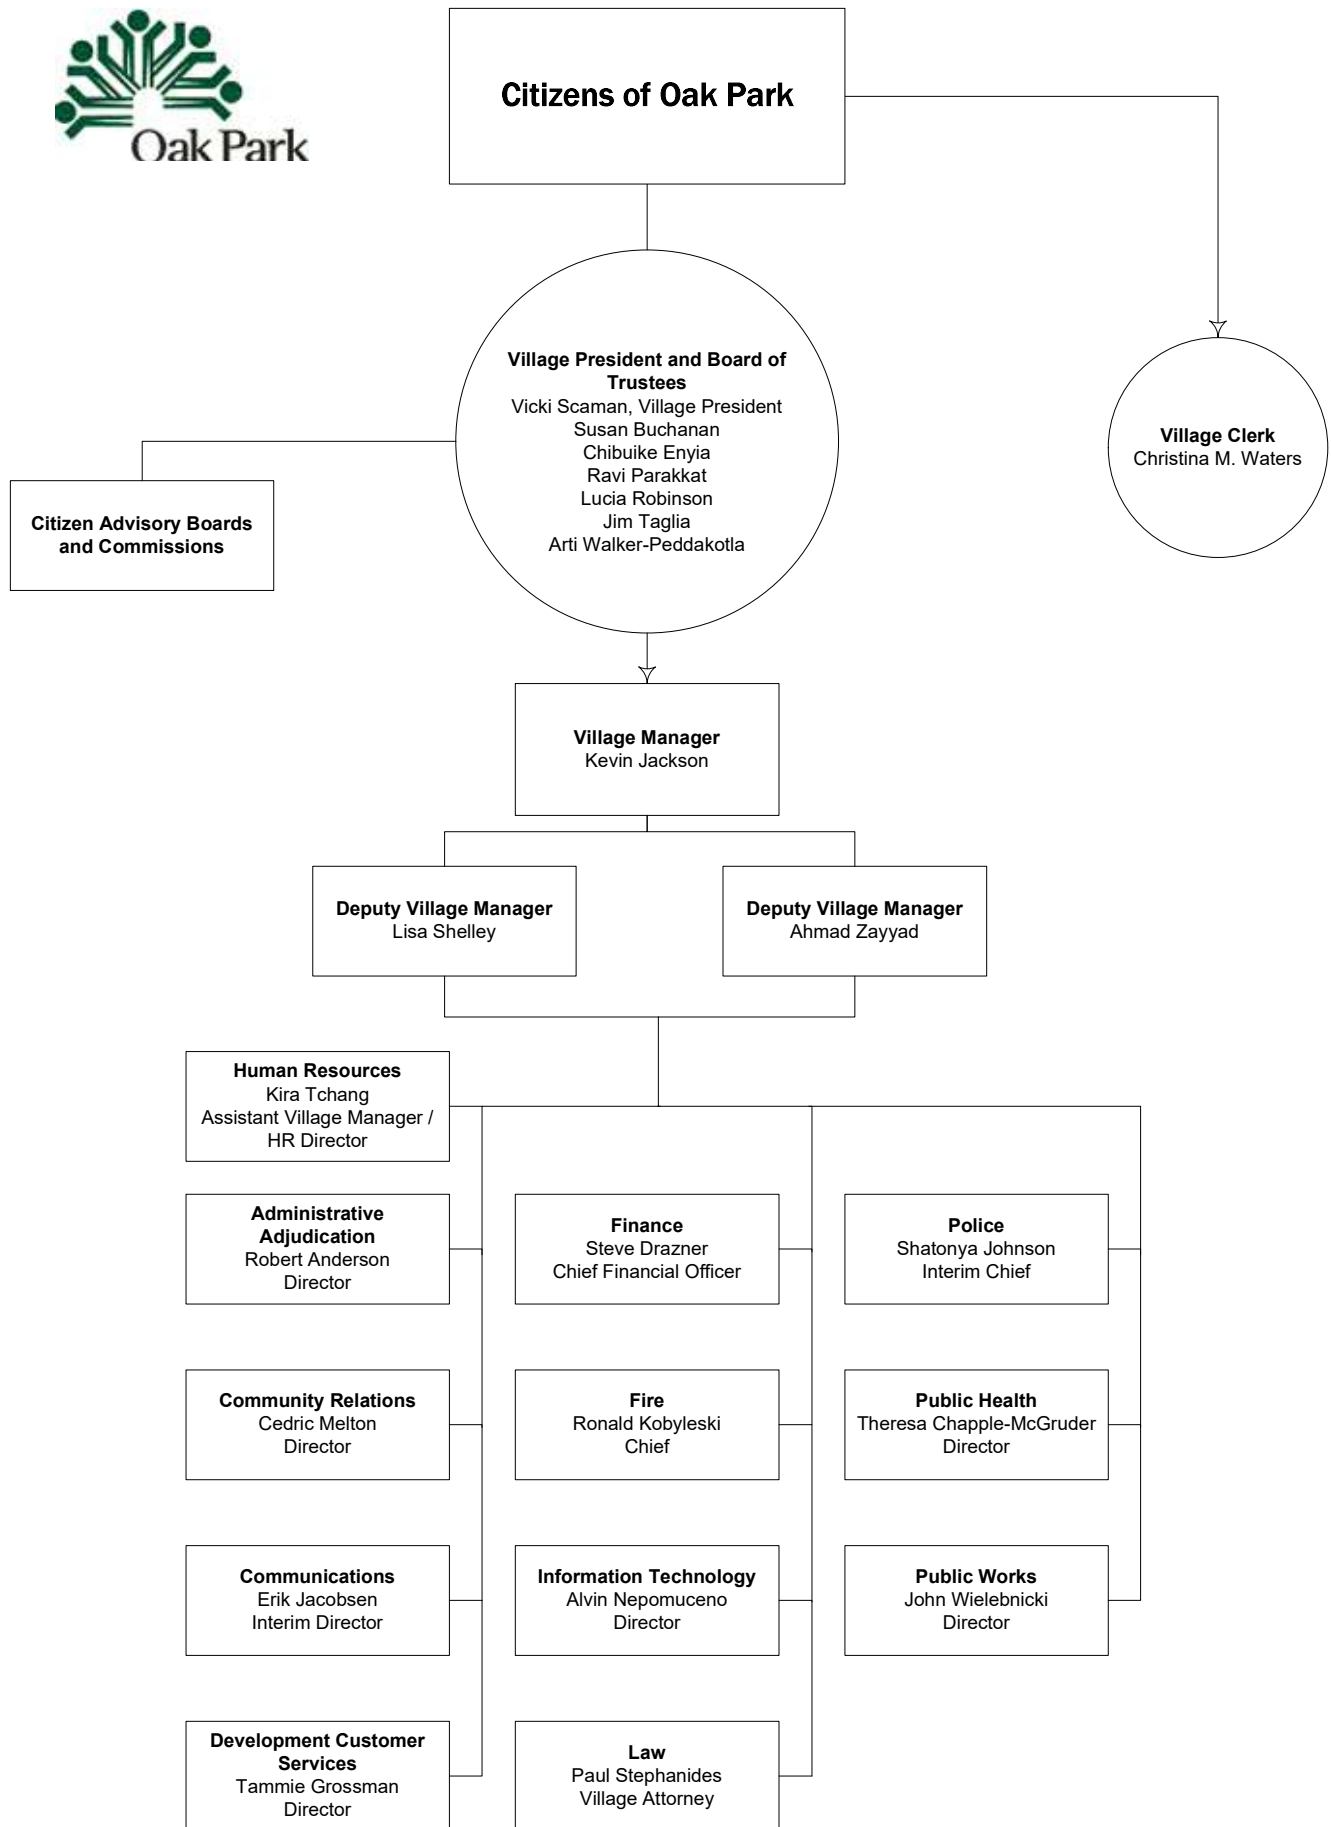 Oak Park
Citizens of Oak Park
Village President and Board of
Trustees
Vicki Scaman, Village President
Susan Buchanan
Chibuike Enyia
Ravi Parakkat
Lucia Robinson
Jim Taglia
Arti Walker-Peddakotla
Village Clerk
Christina M. Waters
Citizen Advisory Boards
and Commissions
Village Manager
Kevin Jackson
Deputy Village Manager
Lisa Shelley
Deputy Village Manager
Ahmad Zayyad
Human Resources
Kira Tchang
Assistant Village Manager /
HR Director
Administrative
Adjudication
Robert Anderson
Director
Finance
Steve Drazner
Chief Financial Officer
Police
Shatonya Johnson
Interim Chief
Community Relations
Cedric Melton
Director
Fire
Ronald Kobyleski
Chief
Public Health
Theresa Chapple-McGruder
Director
Communications
Erik Jacobsen
Interim Director
Information Technology
Alvin Nepomuceno
Director
Public Works
John Wielebnicki
Director
Development Customer
Services
Tammie Grossman
Director
Law
Paul Stephanides
Village Attorney